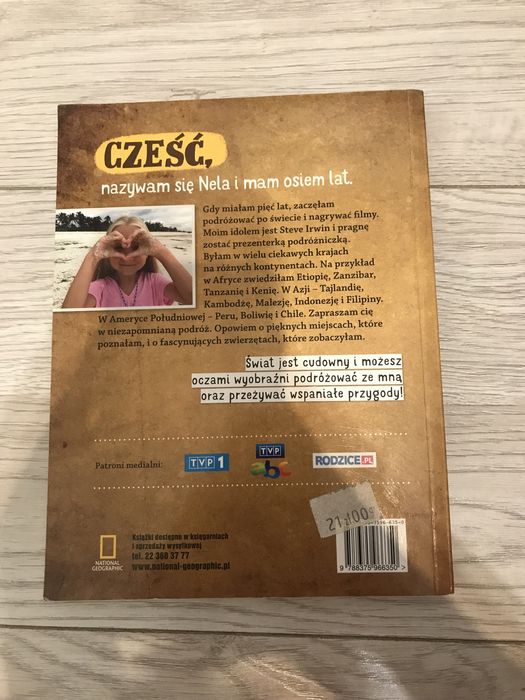 CZEŚĆ,
nazywam się Nela i mam osiem lat.
Gdy miałam pięć lat, zaczęłam
podróżować po świecie i nagrywać filmy.
Moim idolem jest Steve Irwin i pragnę
zostać prezenterką podróżniczką.
Byłam w wielu ciekawych krajach
na różnych kontynentach. Na przykład
w Afryce zwiedziłam Etiopię, Zanzibar,
Tanzanię i Kenię. W Azji – Tajlandię,
Kambodżę, Malezję, Indonezję i Filipiny.
W Ameryce Południowej – Peru, Boliwię i Chile. Zapraszam cię
w niezapomnianą podróż. Opowiem o pięknych miejscach, które
poznałam, i o fascynujących zwierzętach, które zobaczyłam.
Świat jest cudowny i możesz
oczami wyobraźni podróżować ze mną
oraz przeżywać wspaniałe przygody!
Patroni medialni:
TVP 1
TVP
abc
RODZICE.PL
21 zł 00g
NATIONAL
GEOGRAPHIC
Książki dostępne w księgarniach
i sprzedaży wysyłkowej
tel. 22 360 37 77
www.national-geographic.pl
9 788375 966350 >